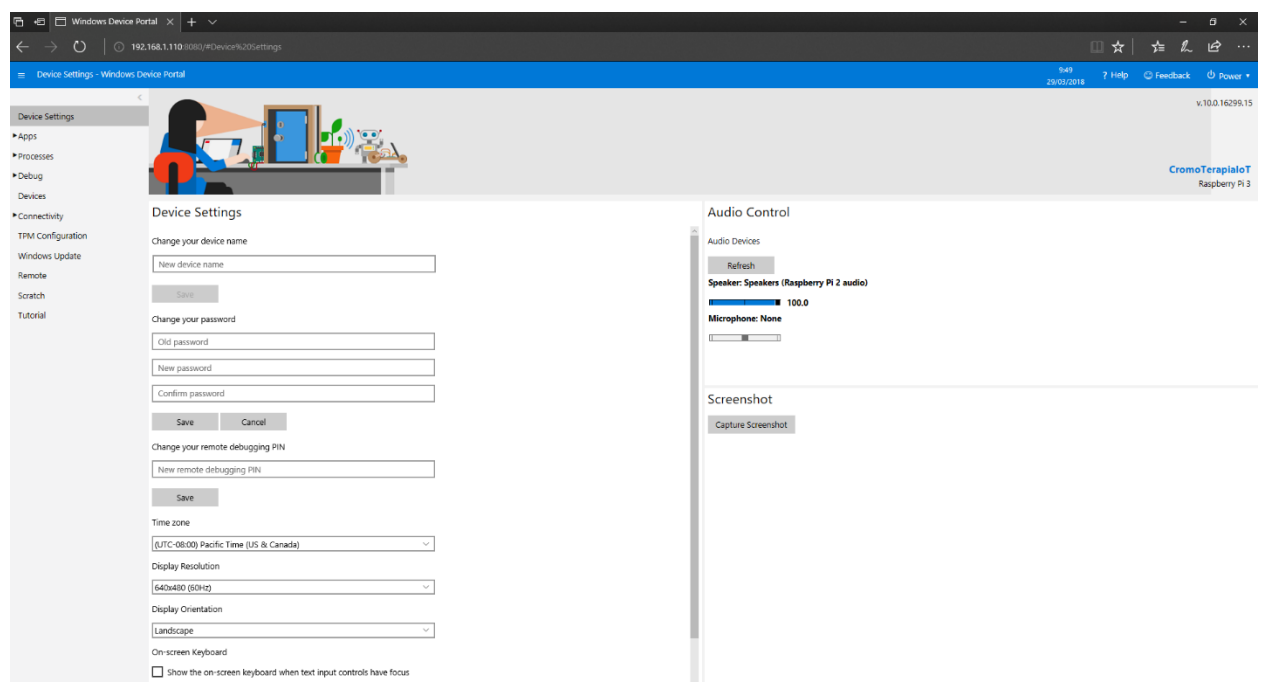 Windows Device Portal
192.168.1.110:8080/#Device%20Settings
Device Settings - Windows Device Portal
9:49
29/03/2018
? Help
Feedback
Power
v.10.0.16299.15
CromoTerapiaIoT
Raspberry Pi 3
Device Settings
Apps
Processes
Debug
Devices
Connectivity
TPM Configuration
Windows Update
Remote
Scratch
Tutorial
Device Settings
Change your device name
New device name
Save
Change your password
Old password
New password
Confirm password
Save Cancel
Change your remote debugging PIN
New remote debugging PIN
Save
Time zone
(UTC-08:00) Pacific Time (US & Canada)
Display Resolution
640x480 (60Hz)
Display Orientation
Landscape
On-screen Keyboard
Show the on-screen keyboard when text input controls have focus
Audio Control
Audio Devices
Refresh
Speaker: Speakers (Raspberry Pi 2 audio)
100.0
Microphone: None
Screenshot
Capture Screenshot